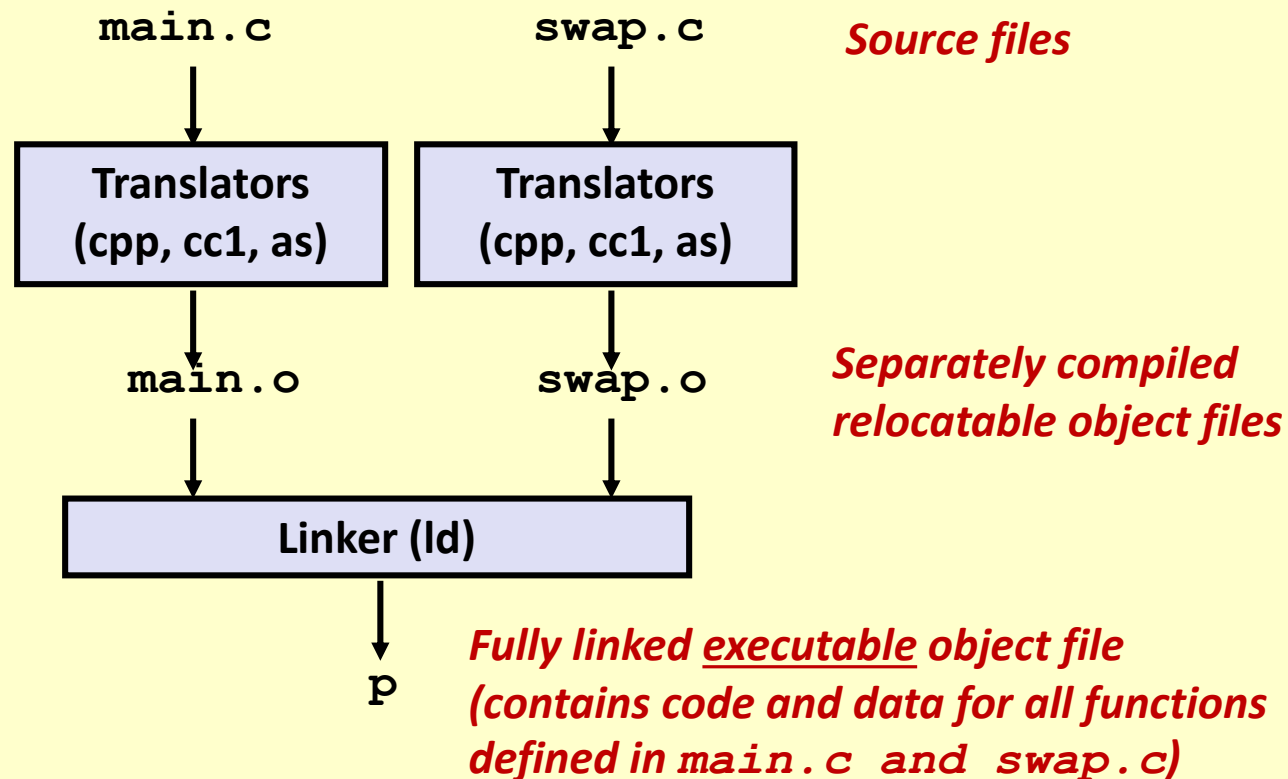 main.c swap.c Source files
Translators Translators
(cpp, cc1, as) (cpp, cc1, as)
main.o swap.o
Separately compiled
relocatable object files
Linker (ld)
p
Fully linked executable object file
(contains code and data for all functions
defined in main.c and swap.c)